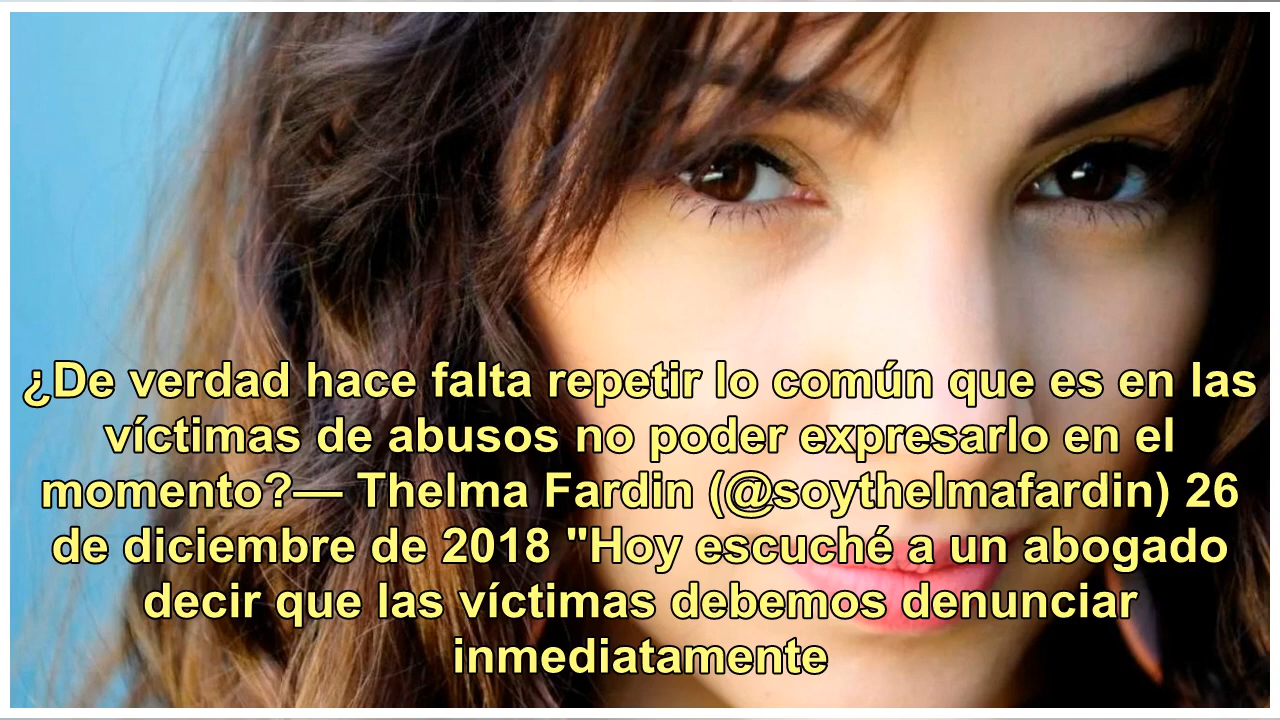 ¿De verdad hace falta repetir lo común que es en las
víctimas de abusos no poder expresarlo en el
momento?— Thelma Fardin (@soythelmafardin) 26
de diciembre de 2018 "Hoy escuché a un abogado
decir que las víctimas debemos denunciar
inmediatamente